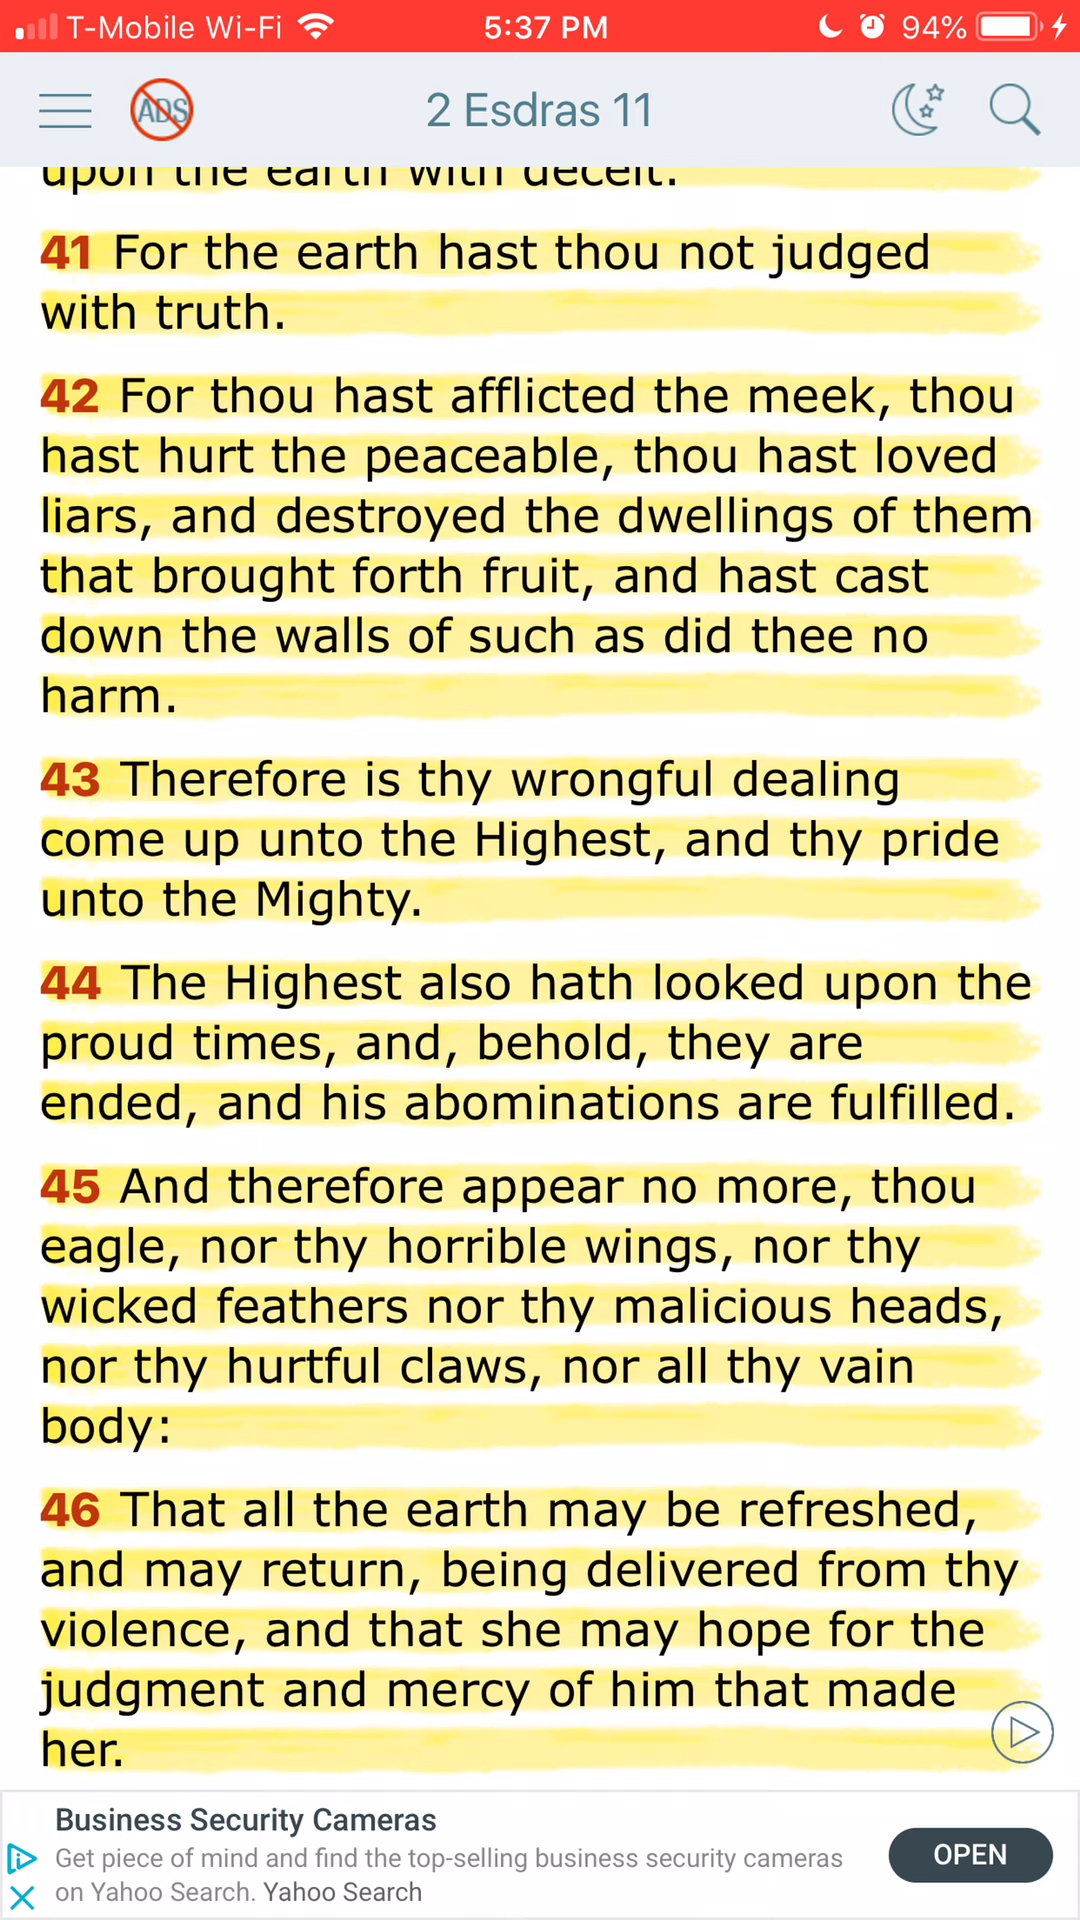 T-Mobile Wi-Fi 5:37 PM 94%
ADS 2 Esdras 11
upon the earth with deceit.
41 For the earth hast thou not judged
with truth.
42 For thou hast afflicted the meek, thou
hast hurt the peaceable, thou hast loved
liars, and destroyed the dwellings of them
that brought forth fruit, and hast cast
down the walls of such as did thee no
harm.
43 Therefore is thy wrongful dealing
come up unto the Highest, and thy pride
unto the Mighty.
44 The Highest also hath looked upon the
proud times, and, behold, they are
ended, and his abominations are fulfilled.
45 And therefore appear no more, thou
eagle, nor thy horrible wings, nor thy
wicked feathers nor thy malicious heads,
nor thy hurtful claws, nor all thy vain
body:
46 That all the earth may be refreshed,
and may return, being delivered from thy
violence, and that she may hope for the
judgment and mercy of him that made
her.
Business Security Cameras
Get piece of mind and find the top-selling business security cameras
on Yahoo Search. Yahoo Search
OPEN